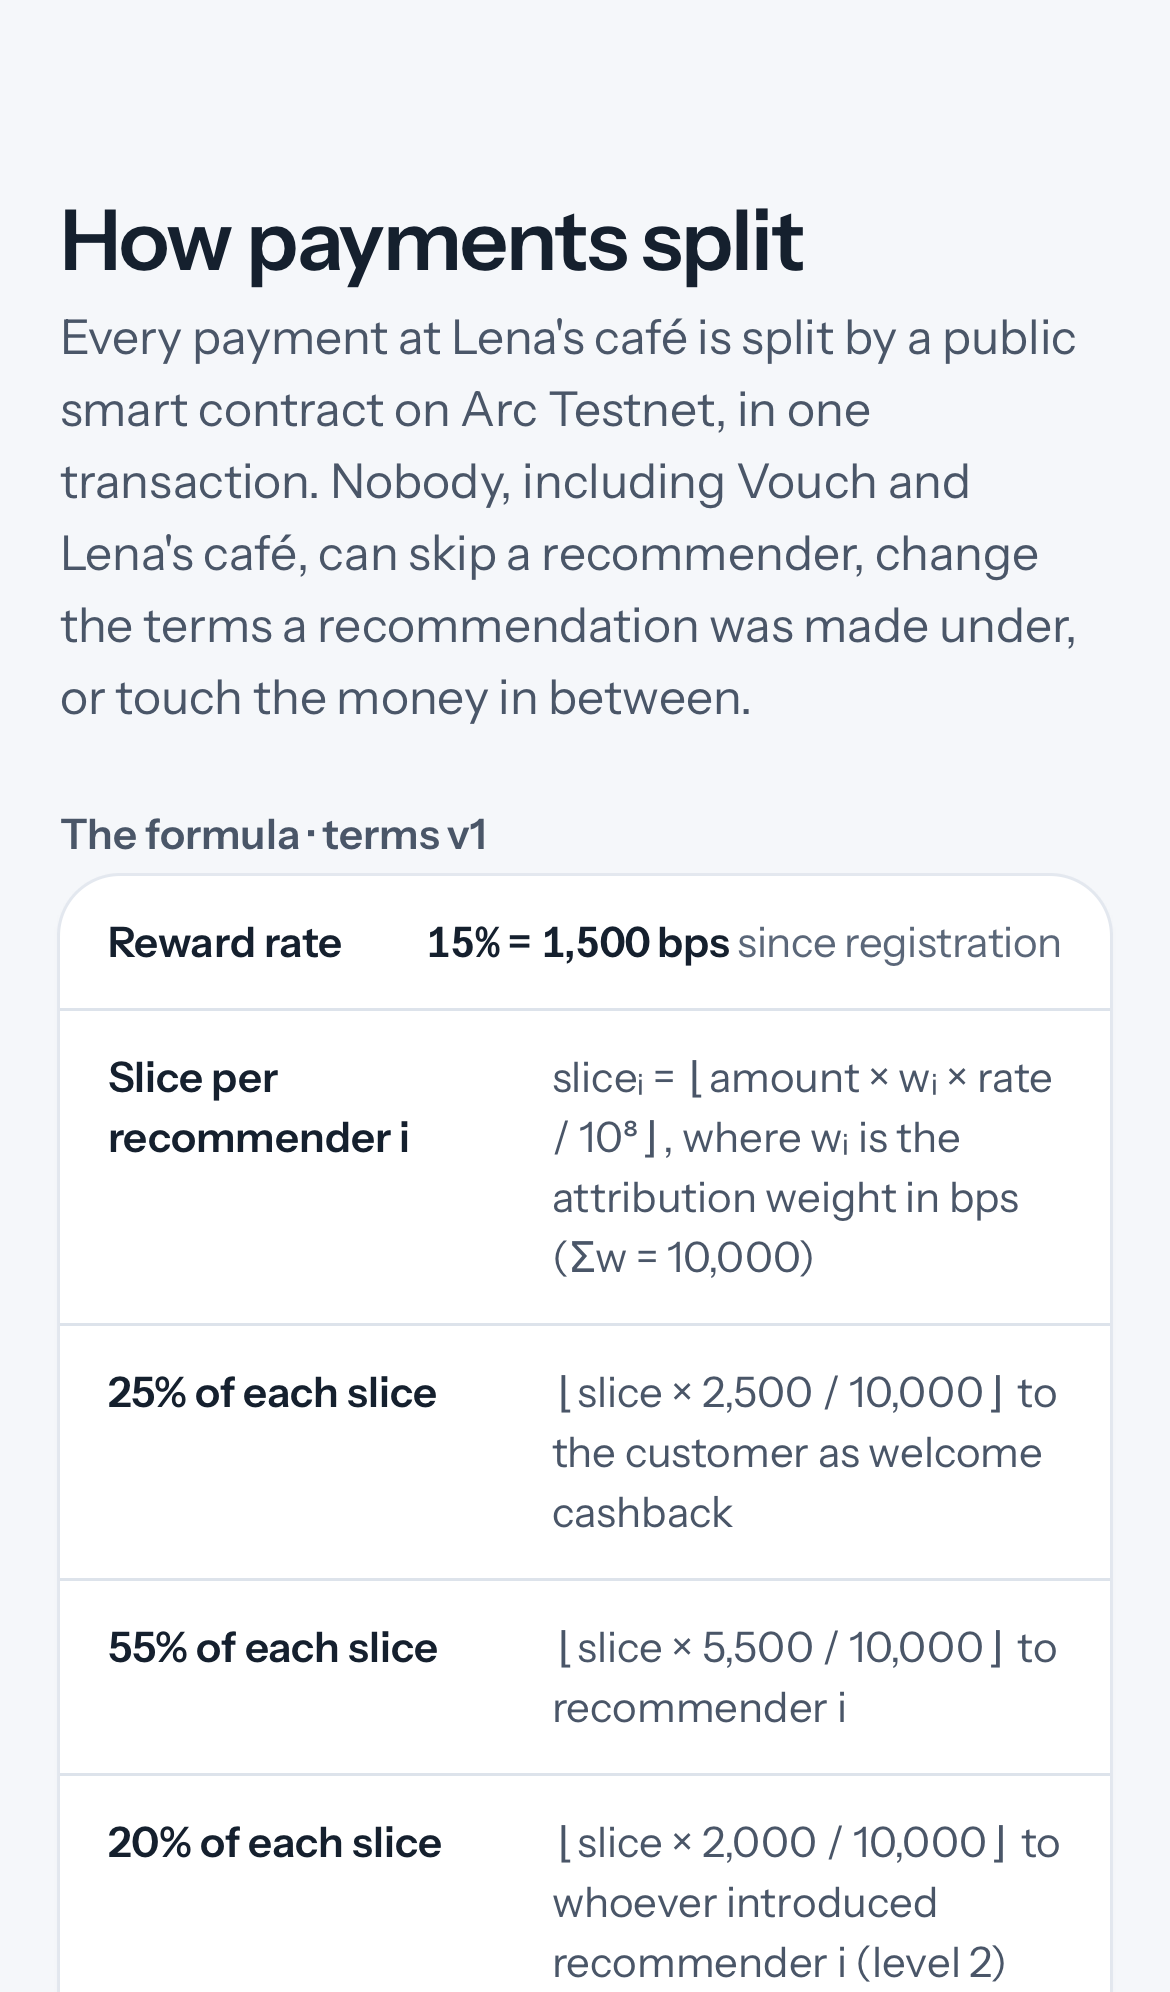 How payments split
Every payment at Lena's café is split by a public
smart contract on Arc Testnet, in one
transaction. Nobody, including Vouch and
Lena's café, can skip a recommender, change
the terms a recommendation was made under,
or touch the money in between.
The formula · terms v1
Reward rate 15% = 1,500 bps since registration
Slice per
recommender i
sliceᵢ = ⌊amount × wᵢ × rate
/ 10⁸⌋, where wᵢ is the
attribution weight in bps
(Σw = 10,000)
25% of each slice
⌊slice × 2,500 / 10,000⌋ to
the customer as welcome
cashback
55% of each slice
⌊slice × 5,500 / 10,000⌋ to
recommender i
20% of each slice
⌊slice × 2,000 / 10,000⌋ to
whoever introduced
recommender i (level 2)